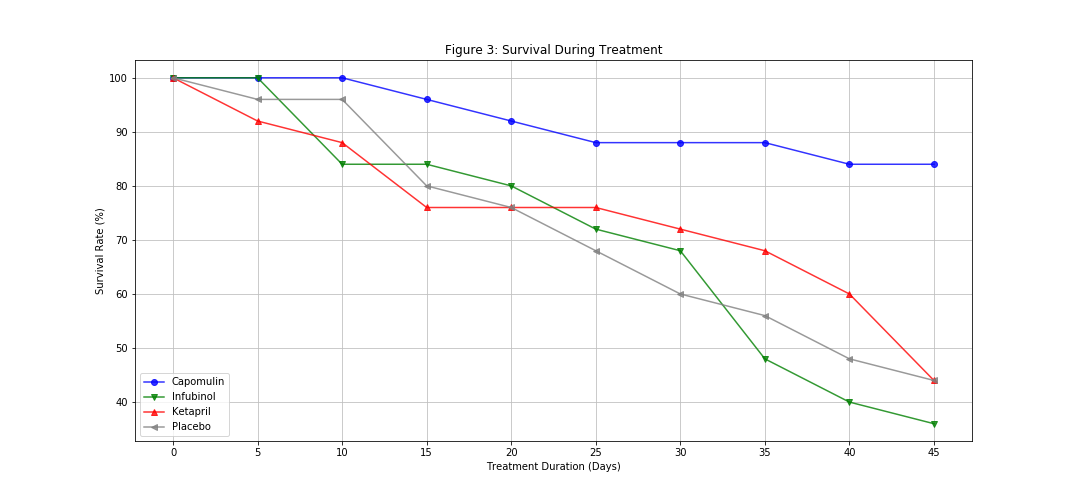 Figure 3: Survival During Treatment
100
90
80
70
60
50
40
Survival Rate (%)
Capomulin
Infubinol
Ketapril
Placebo
0 5 10 15 20 25 30 35 40 45
Treatment Duration (Days)